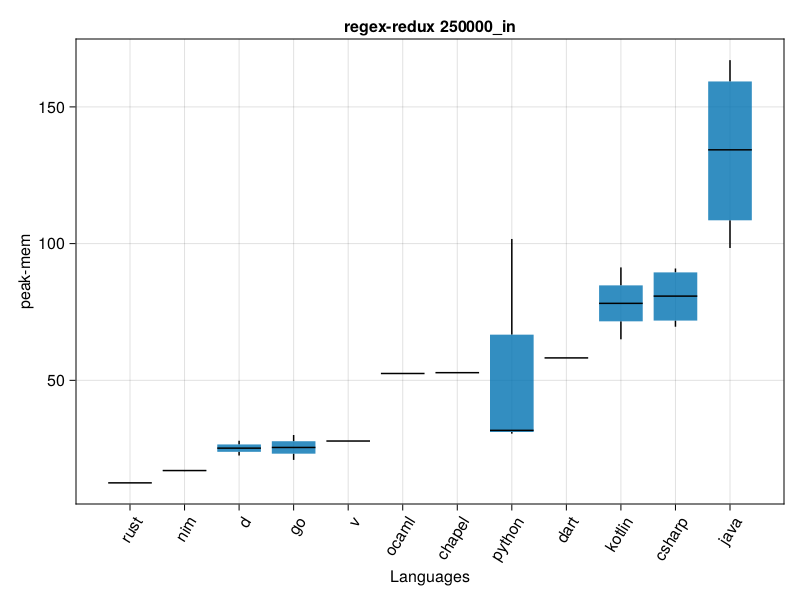 regex-redux 250000_in
150
100
50
peak-mem
rust
nim
d
go
v
ocaml
chapel
python
dart
kotlin
csharp
java
Languages